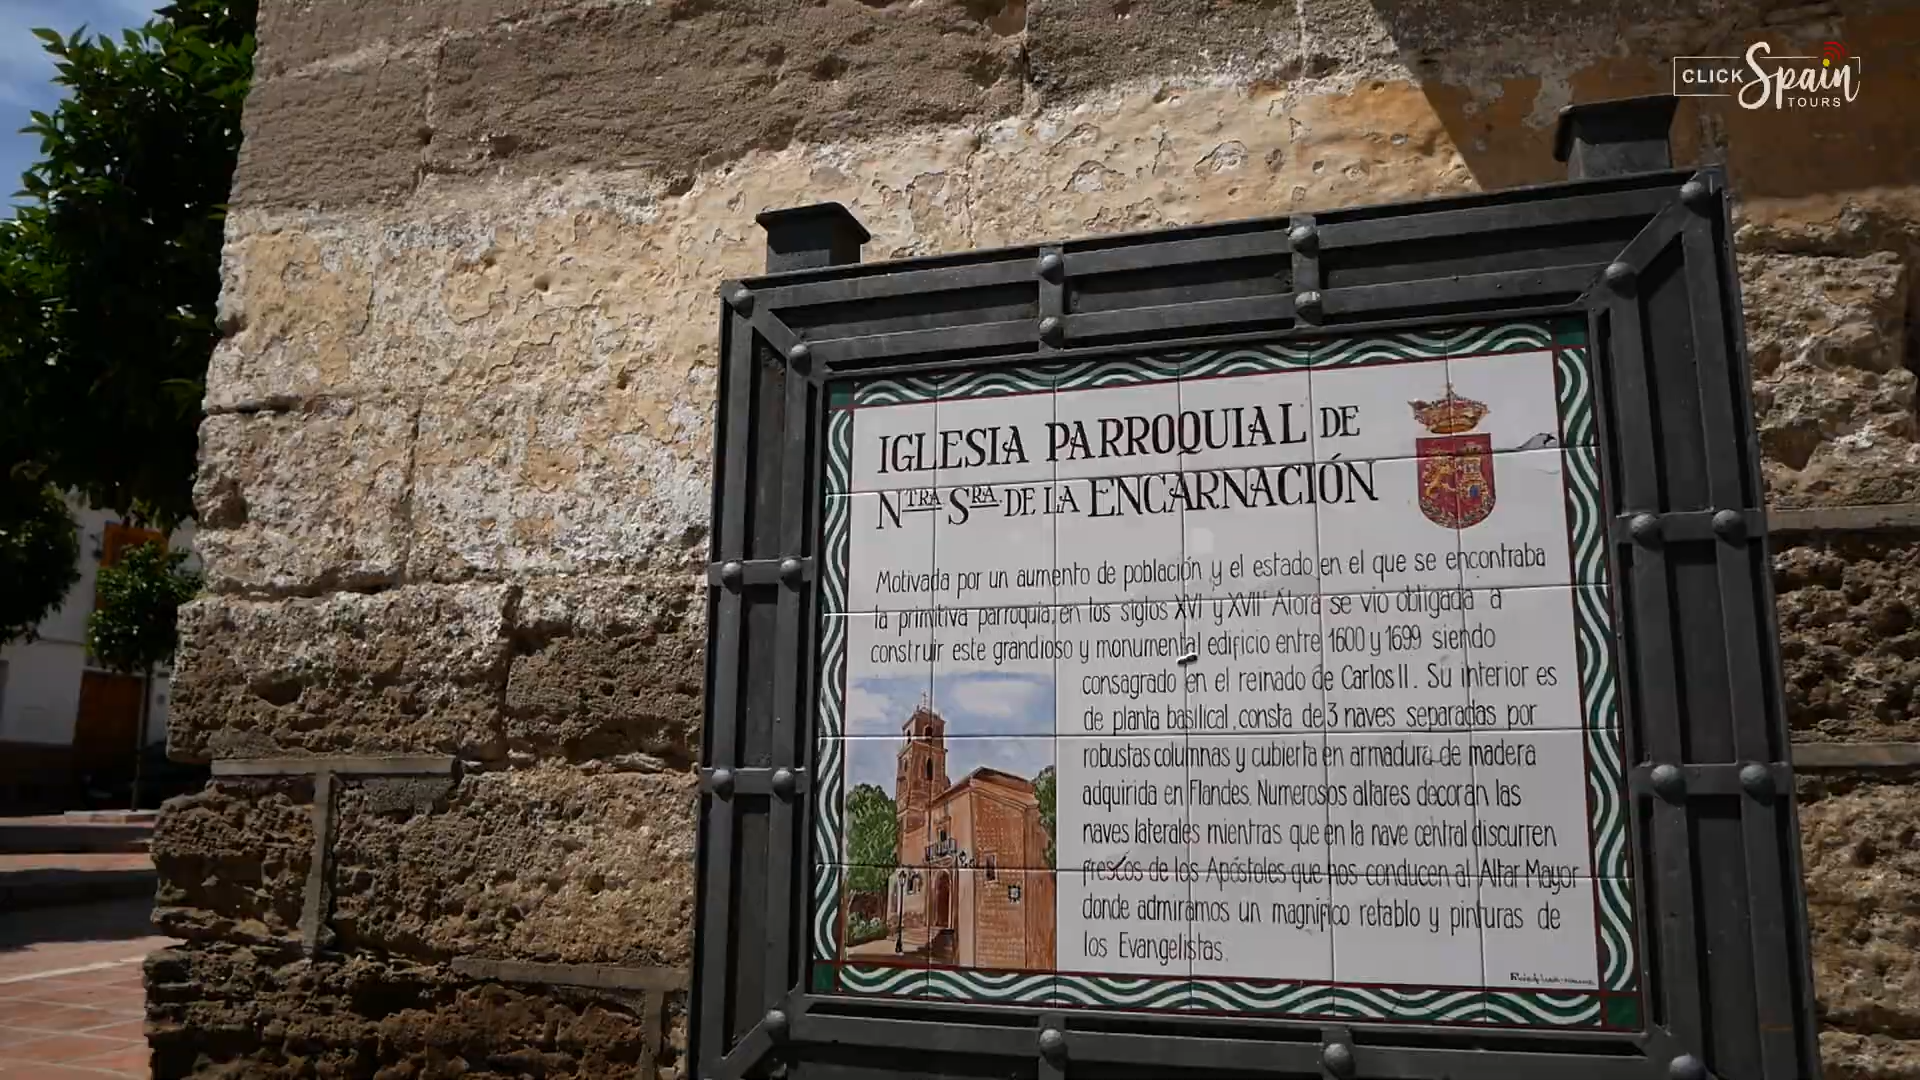 CLICK Spain TOURS
IGLESIA PARROQUIAL DE
NTRA SRA DE LA ENCARNACIÓN
Motivada por un aumento de población y el estado en el que se encontraba
la primitiva parroquia, en los siglos XVI y XVII Álora se vio obligada a
construir este grandioso y monumental edificio entre 1600 y 1699 siendo
consagrado en el reinado de Carlos II. Su interior es
de planta basilical, consta de 3 naves separadas por
robustas columnas y cubierta en armadura de madera
adquirida en Flandes. Numerosos altares decoran las
naves laterales mientras que en la nave central discurren
frescos de los Apóstoles que nos conducen al Altar Mayor
donde admiramos un magnífico retablo y pinturas de
los Evangelistas.